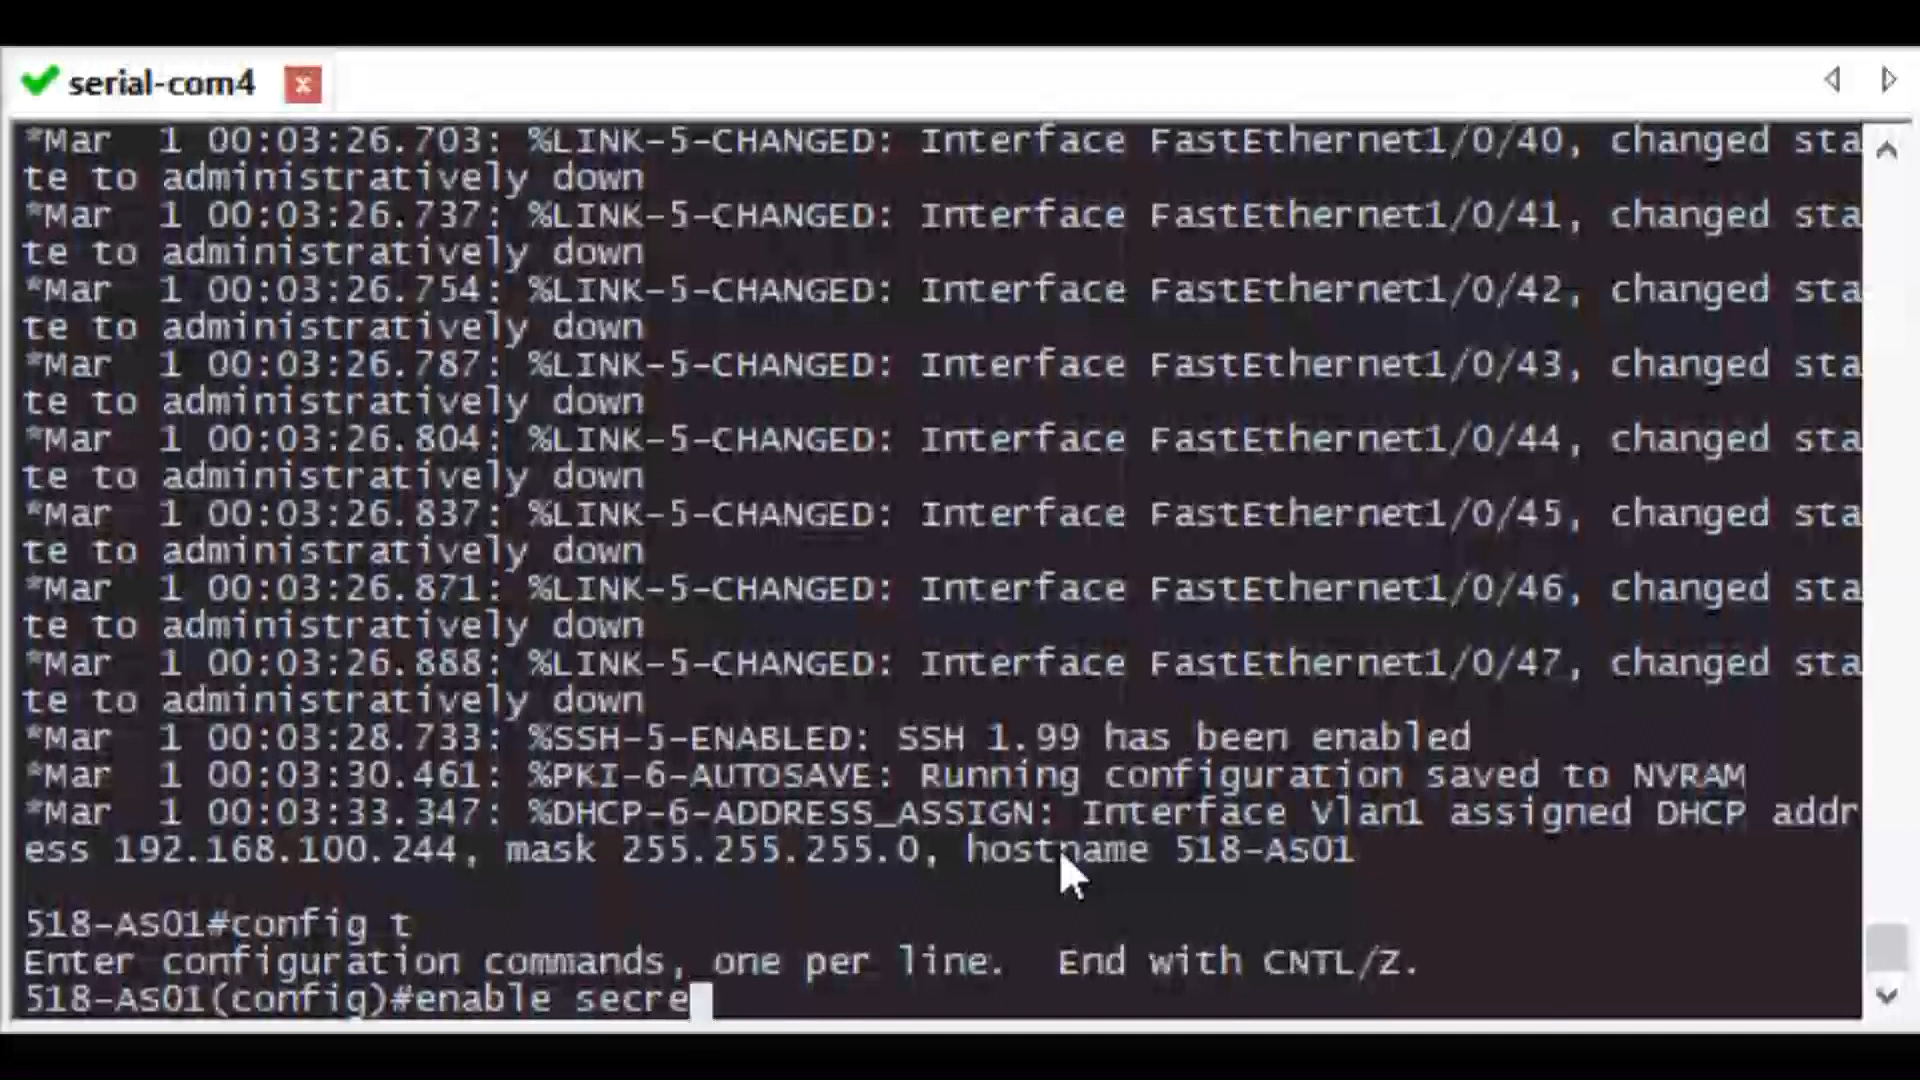 serial-com4
*Mar  1 00:03:26.703: %LINK-5-CHANGED: Interface FastEthernet1/0/40, changed sta
te to administratively down
*Mar  1 00:03:26.737: %LINK-5-CHANGED: Interface FastEthernet1/0/41, changed sta
te to administratively down
*Mar  1 00:03:26.754: %LINK-5-CHANGED: Interface FastEthernet1/0/42, changed sta
te to administratively down
*Mar  1 00:03:26.787: %LINK-5-CHANGED: Interface FastEthernet1/0/43, changed sta
te to administratively down
*Mar  1 00:03:26.804: %LINK-5-CHANGED: Interface FastEthernet1/0/44, changed sta
te to administratively down
*Mar  1 00:03:26.837: %LINK-5-CHANGED: Interface FastEthernet1/0/45, changed sta
te to administratively down
*Mar  1 00:03:26.871: %LINK-5-CHANGED: Interface FastEthernet1/0/46, changed sta
te to administratively down
*Mar  1 00:03:26.888: %LINK-5-CHANGED: Interface FastEthernet1/0/47, changed sta
te to administratively down
*Mar  1 00:03:28.733: %SSH-5-ENABLED: SSH 1.99 has been enabled
*Mar  1 00:03:30.461: %PKI-6-AUTOSAVE: Running configuration saved to NVRAM
*Mar  1 00:03:33.347: %DHCP-6-ADDRESS_ASSIGN: Interface Vlan1 assigned DHCP addr
ess 192.168.100.244, mask 255.255.255.0, hostname 518-AS01
518-AS01#config t
Enter configuration commands, one per line.  End with CNTL/Z.
518-AS01(config)#enable secre